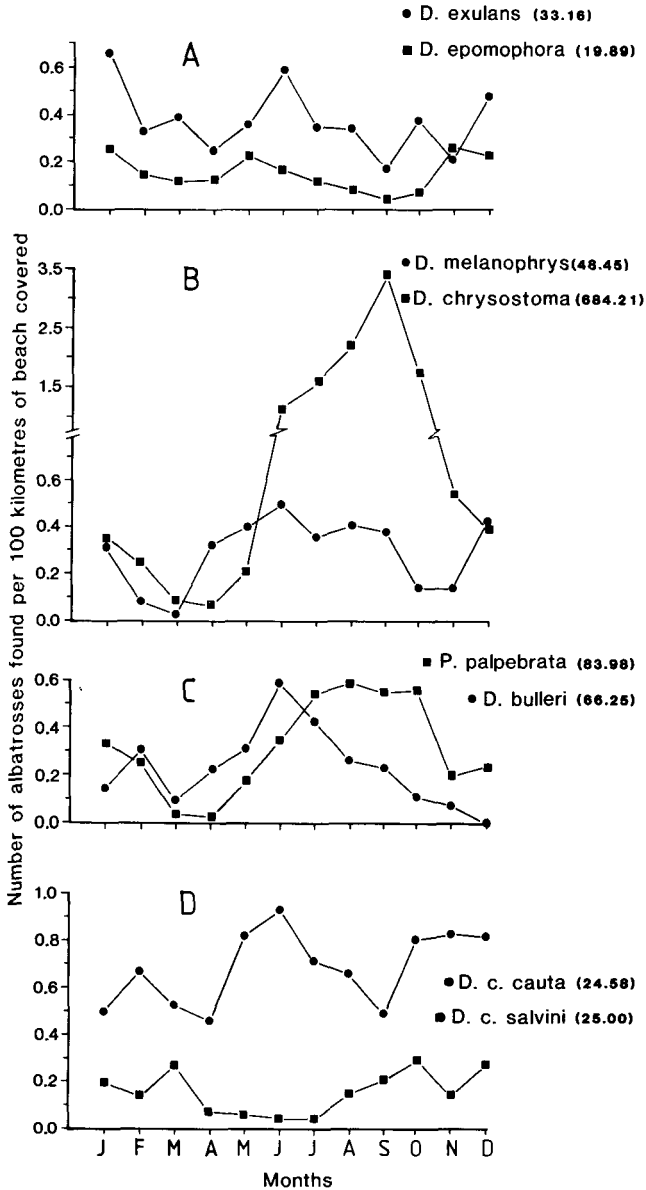 D. exulans (33.16)
A
D. epomophora (19.89)
0.6
0.4
0.2
0.0
Number of albatrosses found per 100 kilometres of beach covered
B
D. melanophrys(48.45)
D. chrysostoma (684.21)
3.5
2.5
1.5
0.6
0.4
0.2
0.0
C
P. palpebrata (83.98)
D. bulleri (66.25)
0.6
0.4
0.2
0.0
D
D. c. cauta (24.58)
D. c. salvini (25.00)
1.0
0.8
0.6
0.4
0.2
0.0
J F M A M J J A S O N D
Months